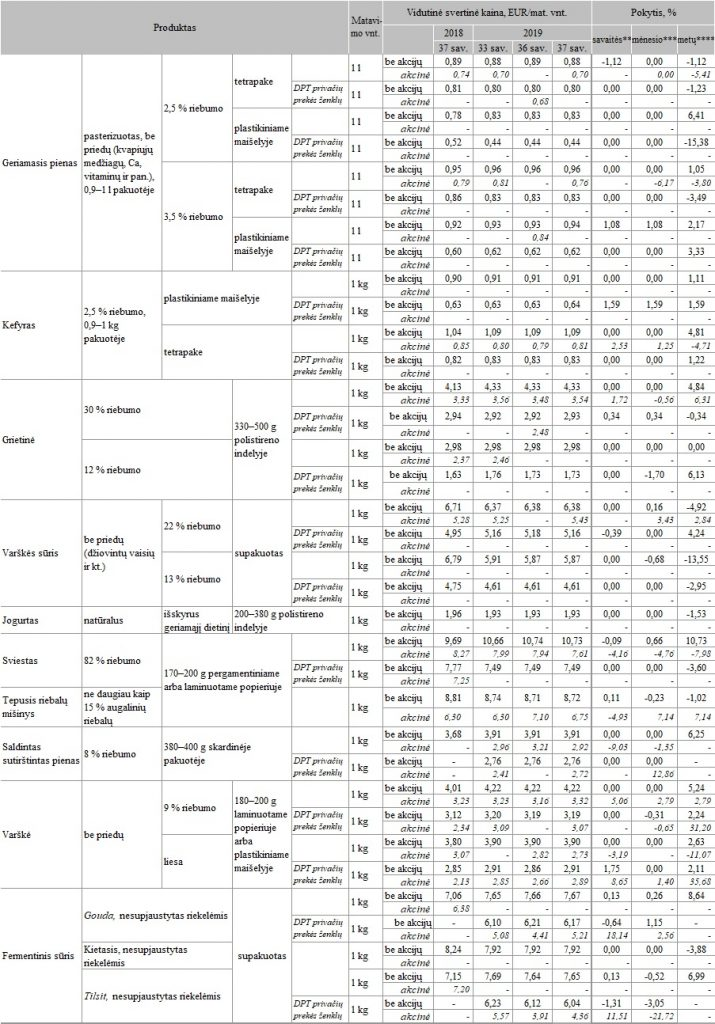 Produktas Matavi- Vidutinė svertinė kaina, EUR/mat. vnt. Pokytis, %
mo vnt. 2018 2019 savaitės** mėnesio*** metų****
37 sav. 33 sav. 36 sav. 37 sav.
Geriamasis pienas pasterizuotas, be priedų (kvapiųjų medžiagų, Ca, vitaminų ir pan.), 0,9–1 l pakuotėje
2,5 % riebumo tetrapake 1 l be akcijų 0,89 0,88 0,89 0,88 -1,12 0,00 -1,12
akcinė 0,74 0,70 - 0,70 - 0,00 -5,41
DPT privačių prekės ženklų 1 l be akcijų 0,81 0,80 0,80 0,80 0,00 0,00 -1,23
akcinė - - 0,68 - - - -
plastikiniame maišelyje 1 l be akcijų 0,78 0,83 0,83 0,83 0,00 0,00 6,41
akcinė - - - - - - -
DPT privačių prekės ženklų 1 l be akcijų 0,52 0,44 0,44 0,44 0,00 0,00 -15,38
akcinė - - - - - - -
3,5 % riebumo tetrapake 1 l be akcijų 0,95 0,96 0,96 0,96 0,00 0,00 1,05
akcinė 0,79 0,81 - 0,76 - -6,17 -3,80
DPT privačių prekės ženklų 1 l be akcijų 0,86 0,83 0,83 0,83 0,00 0,00 -3,49
akcinė - - - - - - -
plastikiniame maišelyje 1 l be akcijų 0,92 0,93 0,93 0,94 1,08 1,08 2,17
akcinė - - 0,84 - - - -
DPT privačių prekės ženklų 1 l be akcijų 0,60 0,62 0,62 0,62 0,00 0,00 3,33
akcinė - - - - - - -
Kefyras 2,5 % riebumo, 0,9–1 kg pakuotėje
plastikiniame maišelyje 1 kg be akcijų 0,90 0,91 0,91 0,91 0,00 0,00 1,11
akcinė - - - - - - -
DPT privačių prekės ženklų 1 kg be akcijų 0,63 0,63 0,63 0,64 1,59 1,59 1,59
akcinė - - - - - - -
tetrapake 1 kg be akcijų 1,04 1,09 1,09 1,09 0,00 0,00 4,81
akcinė 0,85 0,80 0,79 0,81 2,53 1,25 -4,71
DPT privačių prekės ženklų 1 kg be akcijų 0,82 0,83 0,83 0,83 0,00 0,00 1,22
akcinė - - - - - - -
Grietinė 330–500 g polistireno indelyje
30 % riebumo 1 kg be akcijų 4,13 4,33 4,33 4,33 0,00 0,00 4,84
akcinė 3,33 3,56 3,48 3,54 1,72 -0,56 6,31
DPT privačių prekės ženklų 1 kg be akcijų 2,94 2,92 2,92 2,93 0,34 0,34 -0,34
akcinė - - 2,48 - - - -
12 % riebumo 1 kg be akcijų 2,98 2,98 2,98 2,98 0,00 0,00 0,00
akcinė 2,37 2,46 - - - - -
DPT privačių prekės ženklų 1 kg be akcijų 1,63 1,76 1,73 1,73 0,00 -1,70 6,13
akcinė - - - - - - -
Varškės sūris be priedų (džiovintų vaisių ir kt.) supakuotas
22 % riebumo 1 kg be akcijų 6,71 6,37 6,38 6,38 0,00 0,16 -4,92
akcinė 5,28 5,25 - 5,43 - 3,43 2,84
DPT privačių prekės ženklų 1 kg be akcijų 4,95 5,16 5,18 5,16 -0,39 0,00 4,24
akcinė - - - - - - -
13 % riebumo 1 kg be akcijų 6,79 5,91 5,87 5,87 0,00 -0,68 -13,55
akcinė - - - - - - -
DPT privačių prekės ženklų 1 kg be akcijų 4,75 4,61 4,61 4,61 0,00 0,00 -2,95
akcinė - - - - - - -
Jogurtas natūralus išskyrus geriamąjį dietinį 200–380 g polistireno indelyje 1 kg be akcijų 1,96 1,93 1,93 1,93 0,00 0,00 -1,53
akcinė - - - - - - -
Sviestas 82 % riebumo 170–200 g pergamentiniame arba laminuotame popieriuje 1 kg be akcijų 9,69 10,66 10,74 10,73 -0,09 0,66 10,73
akcinė 8,27 7,99 7,94 7,61 -4,16 -4,76 -7,98
DPT privačių prekės ženklų 1 kg be akcijų 7,77 7,49 7,49 7,49 0,00 0,00 -3,60
akcinė 7,25 - - - - - -
Tepusis riebalų mišinys ne daugiau kaip 15 % augalinių riebalų 1 kg be akcijų 8,81 8,74 8,71 8,72 0,11 -0,23 -1,02
akcinė 6,30 6,30 7,10 6,75 -4,93 7,14 7,14
Saldintas sutirštintas pienas 8 % riebumo 380–400 g skardinėje pakuotėje 1 kg be akcijų 3,68 3,91 3,91 3,91 0,00 0,00 6,25
akcinė - 2,96 3,21 2,92 -9,03 -1,35 -
DPT privačių prekės ženklų 1 kg be akcijų - 2,76 2,76 2,76 0,00 0,00 -
akcinė - 2,41 - 2,72 - 12,86 -
Varškė be priedų 180–200 g laminuotame popieriuje arba plastikiniame maišelyje
9 % riebumo 1 kg be akcijų 4,01 4,22 4,22 4,22 0,00 0,00 5,24
akcinė 3,23 3,23 3,16 3,32 5,06 2,79 2,79
DPT privačių prekės ženklų 1 kg be akcijų 3,12 3,20 3,19 3,19 0,00 -0,31 2,24
akcinė 2,34 3,09 - 3,07 - -0,65 31,20
liesa 1 kg be akcijų 3,80 3,90 3,90 3,90 0,00 0,00 2,63
akcinė 3,07 - 2,82 2,73 -3,19 - -11,07
DPT privačių prekės ženklų 1 kg be akcijų 2,85 2,91 2,86 2,91 1,75 0,00 2,11
akcinė 2,13 2,85 2,66 2,89 8,65 1,40 35,68
Fermentinis sūris supakuotas
Gouda, nesupjaustytas riekelėmis 1 kg be akcijų 7,06 7,65 7,66 7,67 0,13 0,26 8,64
akcinė 6,38 - - - - - -
DPT privačių prekės ženklų 1 kg be akcijų - 6,10 6,21 6,17 -0,64 1,15 -
akcinė - 5,08 4,41 5,21 18,14 2,56 -
Kietasis, nesupjaustytas riekelėmis 1 kg be akcijų 8,24 7,92 7,92 7,92 0,00 0,00 -3,88
akcinė - - - - - - -
Tilsit, nesupjaustytas riekelėmis 1 kg be akcijų 7,15 7,69 7,64 7,65 0,13 -0,52 6,99
akcinė 7,20 - - - - - -
DPT privačių prekės ženklų 1 kg be akcijų - 6,23 6,12 6,04 -1,31 -3,05 -
akcinė - 5,57 3,91 4,36 11,51 -21,72 -